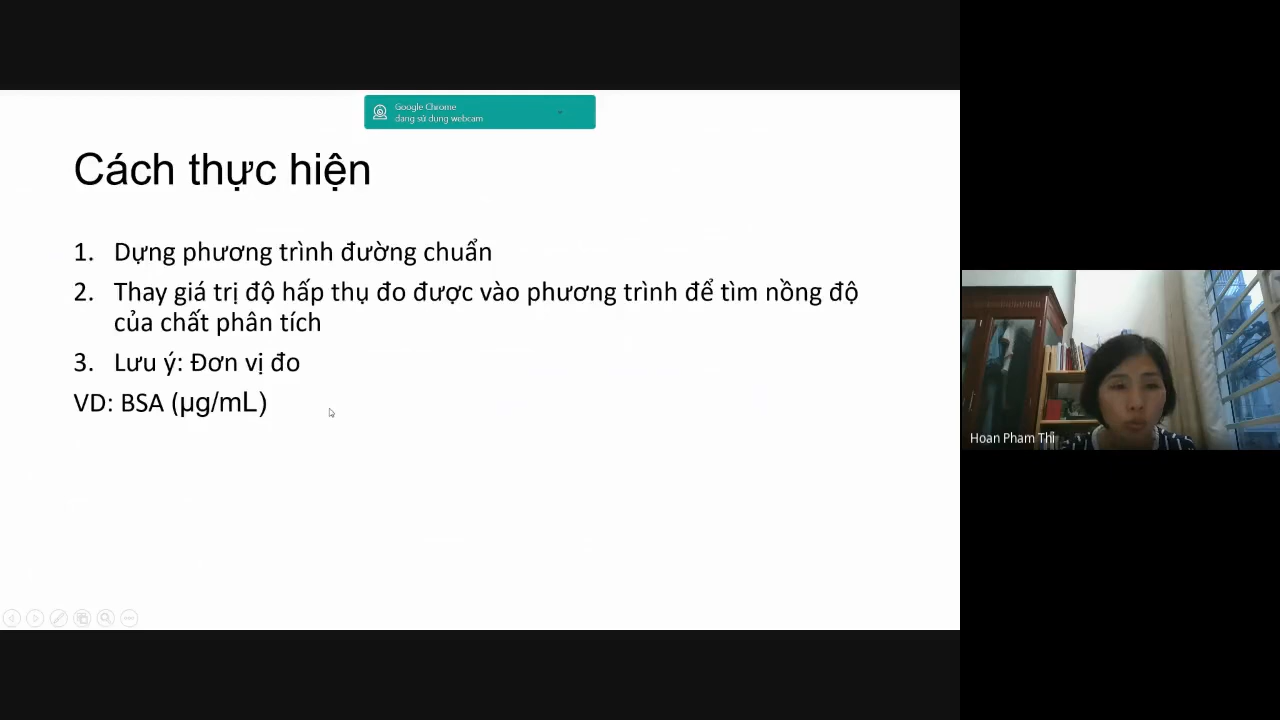 Google Chrome
đang sử dụng webcam
Cách thực hiện
1. Dựng phương trình đường chuẩn
2. Thay giá trị độ hấp thụ đo được vào phương trình để tìm nồng độ
của chất phân tích
3. Lưu ý: Đơn vị đo
VD: BSA (µg/mL)
Hoan Pham Thi